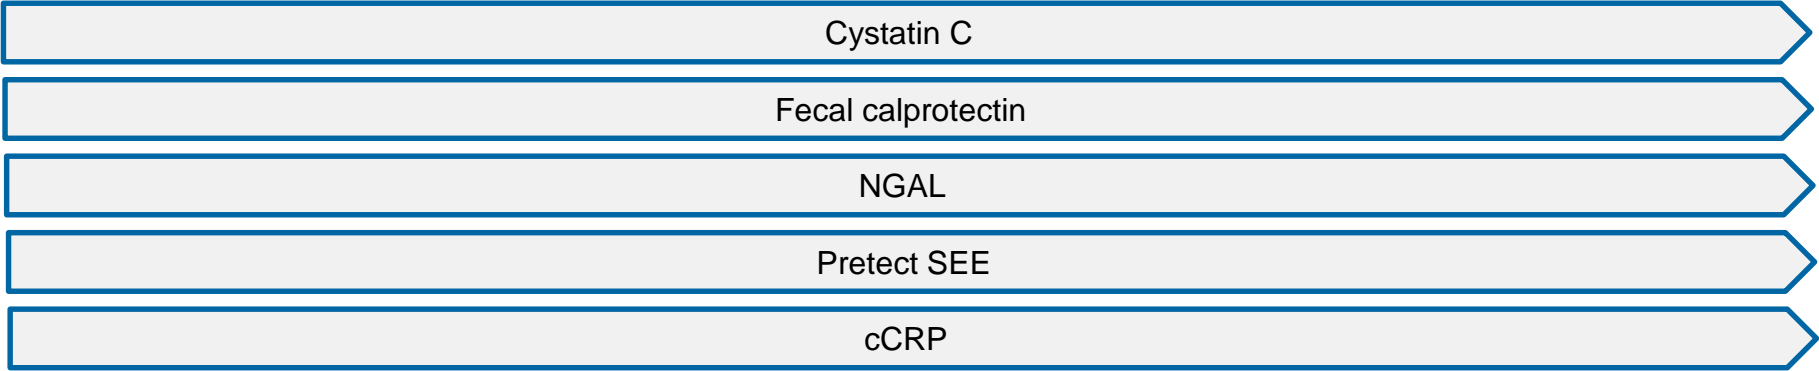 Cystatin C
Fecal calprotectin
NGAL
Pretect SEE
cCRP